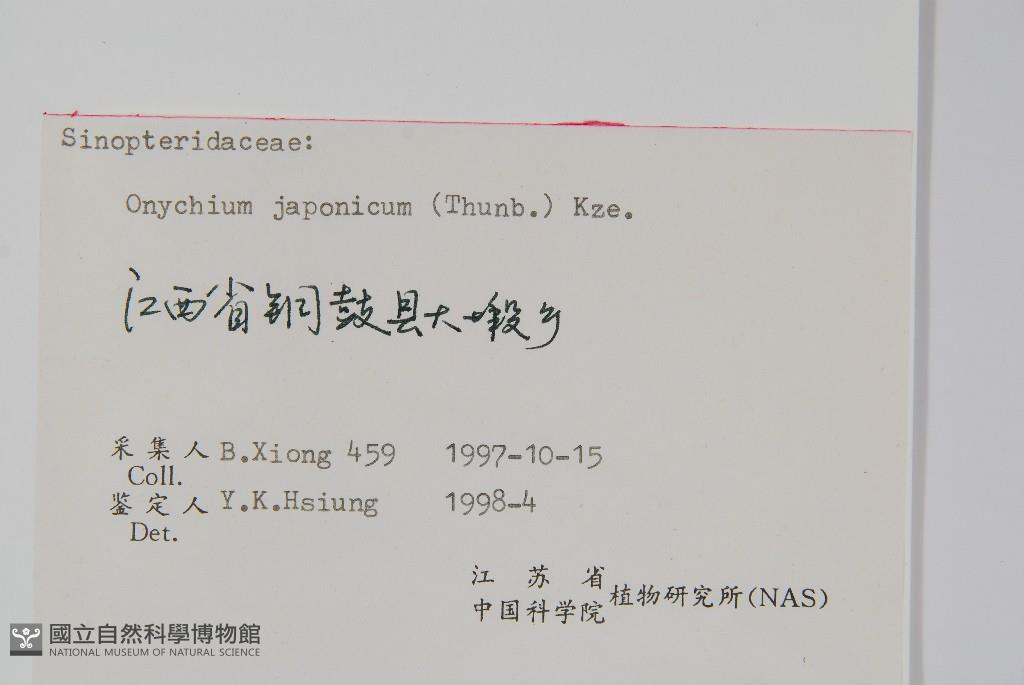 Sinopteridaceae:
Onychium japonicum (Thunb.) Kze.
江西省铜鼓县大塅乡
采集人 B.Xiong 459 1997-10-15
Coll.
鉴定人 Y.K.Hsiung 1998-4
Det.
江苏省
中国科学院植物研究所(NAS)
國立自然科學博物館
NATIONAL MUSEUM OF NATURAL SCIENCE